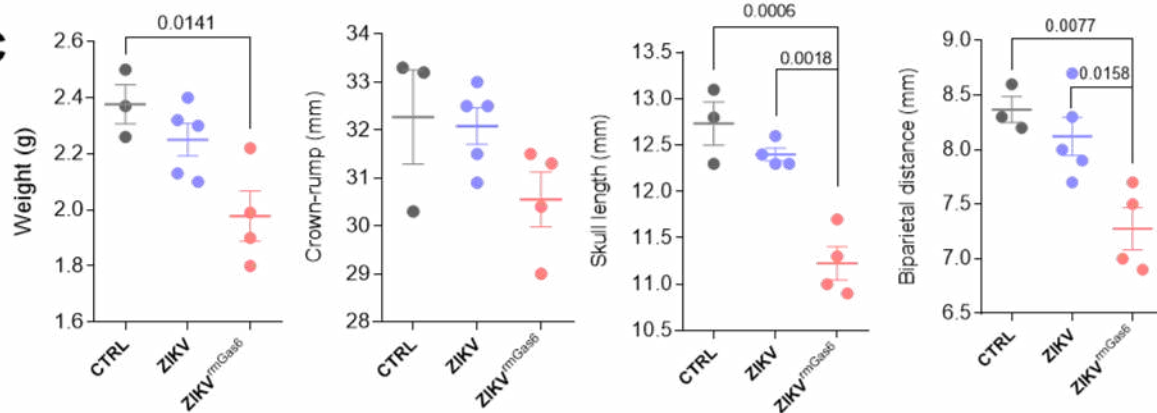 C
0.0141
Weight (g)
2.6
2.4
2.2
2.0
1.8
1.6
CTRL
ZIKV
ZIKV^rmGas6
Crown-rump (mm)
34
33
32
31
30
29
28
CTRL
ZIKV
ZIKV^rmGas6
0.0006
0.0018
Skull length (mm)
13.5
13.0
12.5
12.0
11.5
11.0
10.5
CTRL
ZIKV
ZIKV^rmGas6
0.0077
0.0158
Biparietal distance (mm)
9.0
8.5
8.0
7.5
7.0
6.5
CTRL
ZIKV
ZIKV^rmGas6